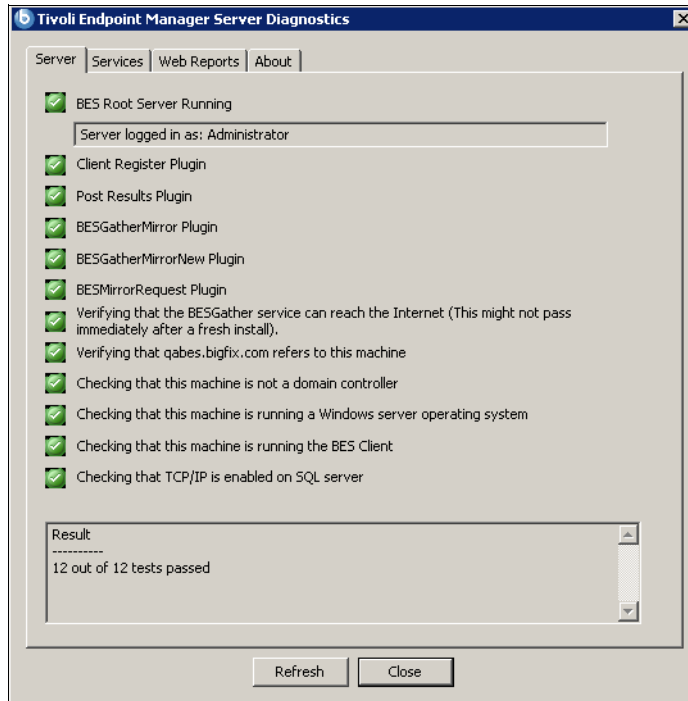 Tivoli Endpoint Manager Server Diagnostics
Server
Services
Web Reports
About
BES Root Server Running
Server logged in as: Administrator
Client Register Plugin
Post Results Plugin
BESGatherMirror Plugin
BESGatherMirrorNew Plugin
BESMirrorRequest Plugin
Verifying that the BESGather service can reach the Internet (This might not pass
immediately after a fresh install).
Verifying that qabes.bigfix.com refers to this machine
Checking that this machine is not a domain controller
Checking that this machine is running a Windows server operating system
Checking that this machine is running the BES Client
Checking that TCP/IP is enabled on SQL server
Result
----------
12 out of 12 tests passed
Refresh
Close